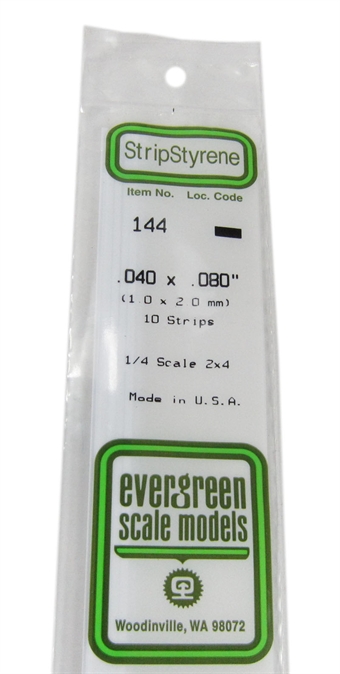 StripStyrene
Item No. Loc. Code
144
.040 x .080"
(1.0 x 2.0 mm)
10 Strips
1/4 Scale 2x4
Made in U.S.A.
evergreen
scale models
Woodinville, WA 98072